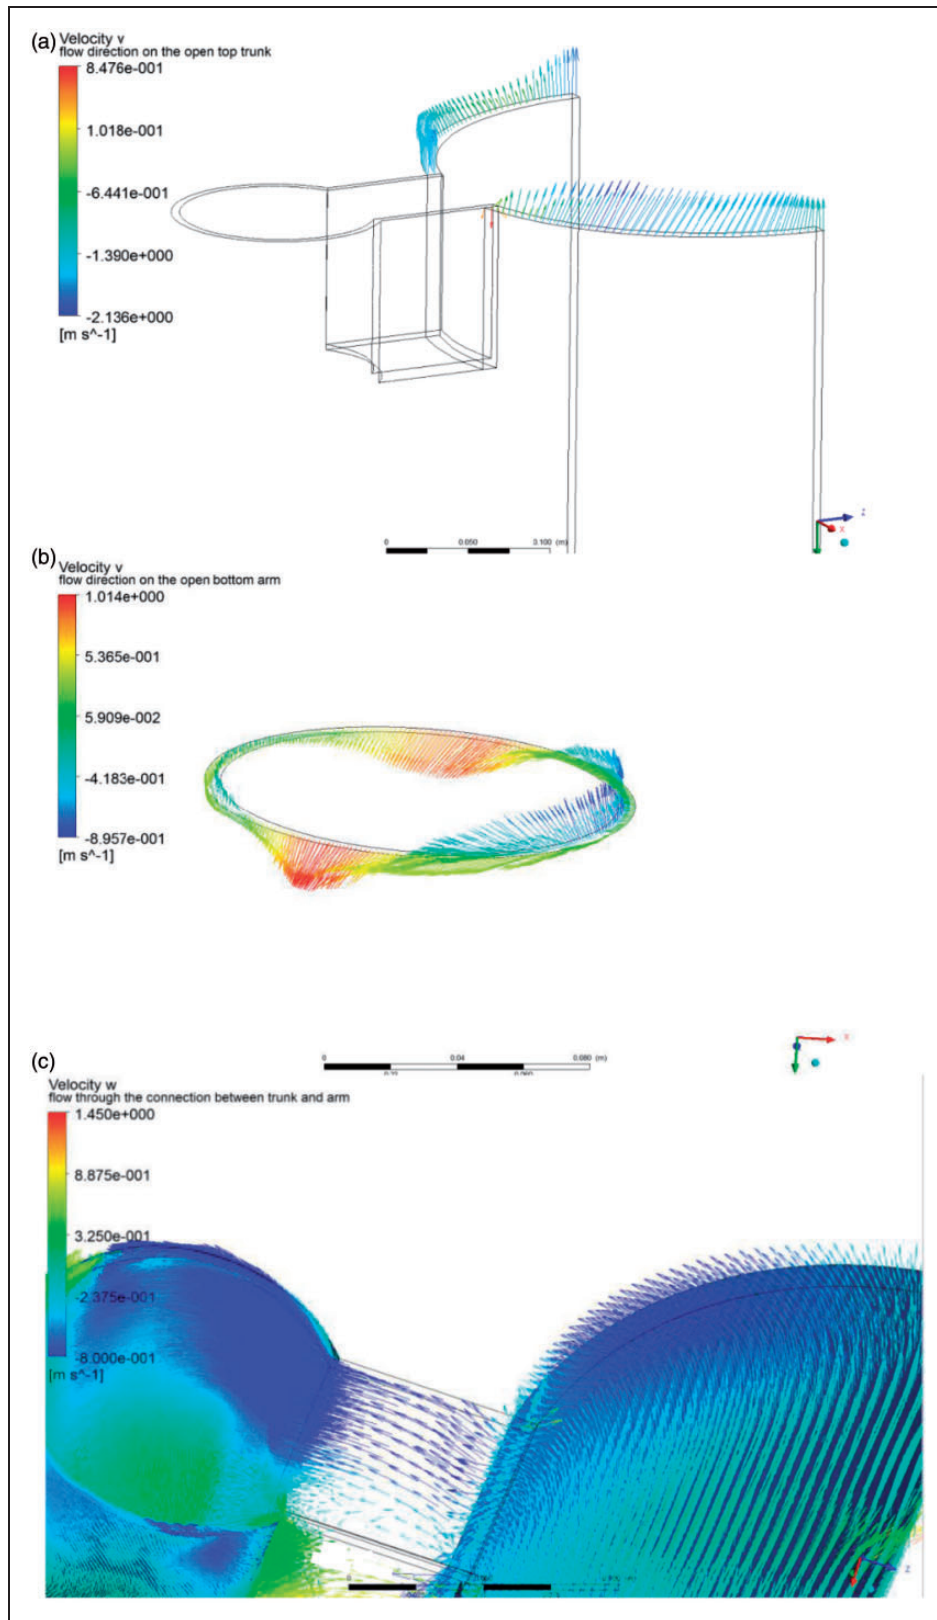 (a)
Velocity v
flow direction on the open top trunk
8.476e-001
1.018e-001
-6.441e-001
-1.390e+000
-2.136e+000
[m s^-1]
z
x
0 0.050 0.100 (m)
(b)
Velocity v
flow direction on the open bottom arm
1.014e+000
5.365e-001
5.909e-002
-4.183e-001
-8.957e-001
[m s^-1]
x
0 0.04 0.080 (m)
(c)
Velocity w
flow through the connection between trunk and arm
1.450e+000
8.875e-001
3.250e-001
-2.375e-001
-8.000e-001
[m s^-1]
z